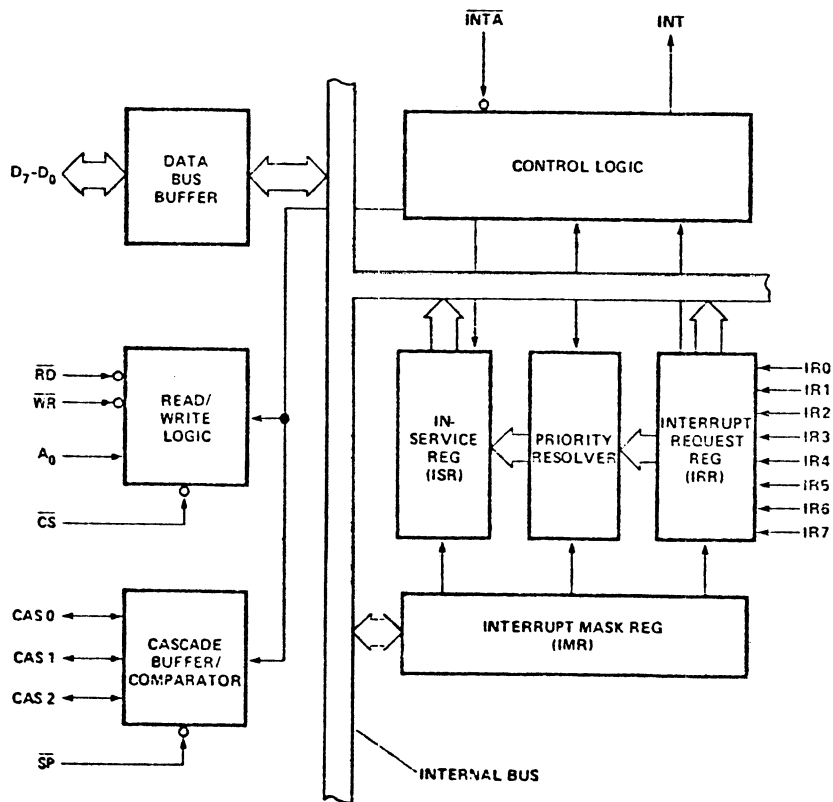 INTA
INT
DATA
BUS
BUFFER
D7-D0
CONTROL LOGIC
RD
WR
A0
CS
READ/
WRITE
LOGIC
IN-
SERVICE
REG
(ISR)
PRIORITY
RESOLVER
INTERRUPT
REQUEST
REG
(IRR)
IR0
IR1
IR2
IR3
IR4
IR5
IR6
IR7
CAS 0
CAS 1
CAS 2
CASCADE
BUFFER/
COMPARATOR
SP
INTERRUPT MASK REG
(IMR)
INTERNAL BUS